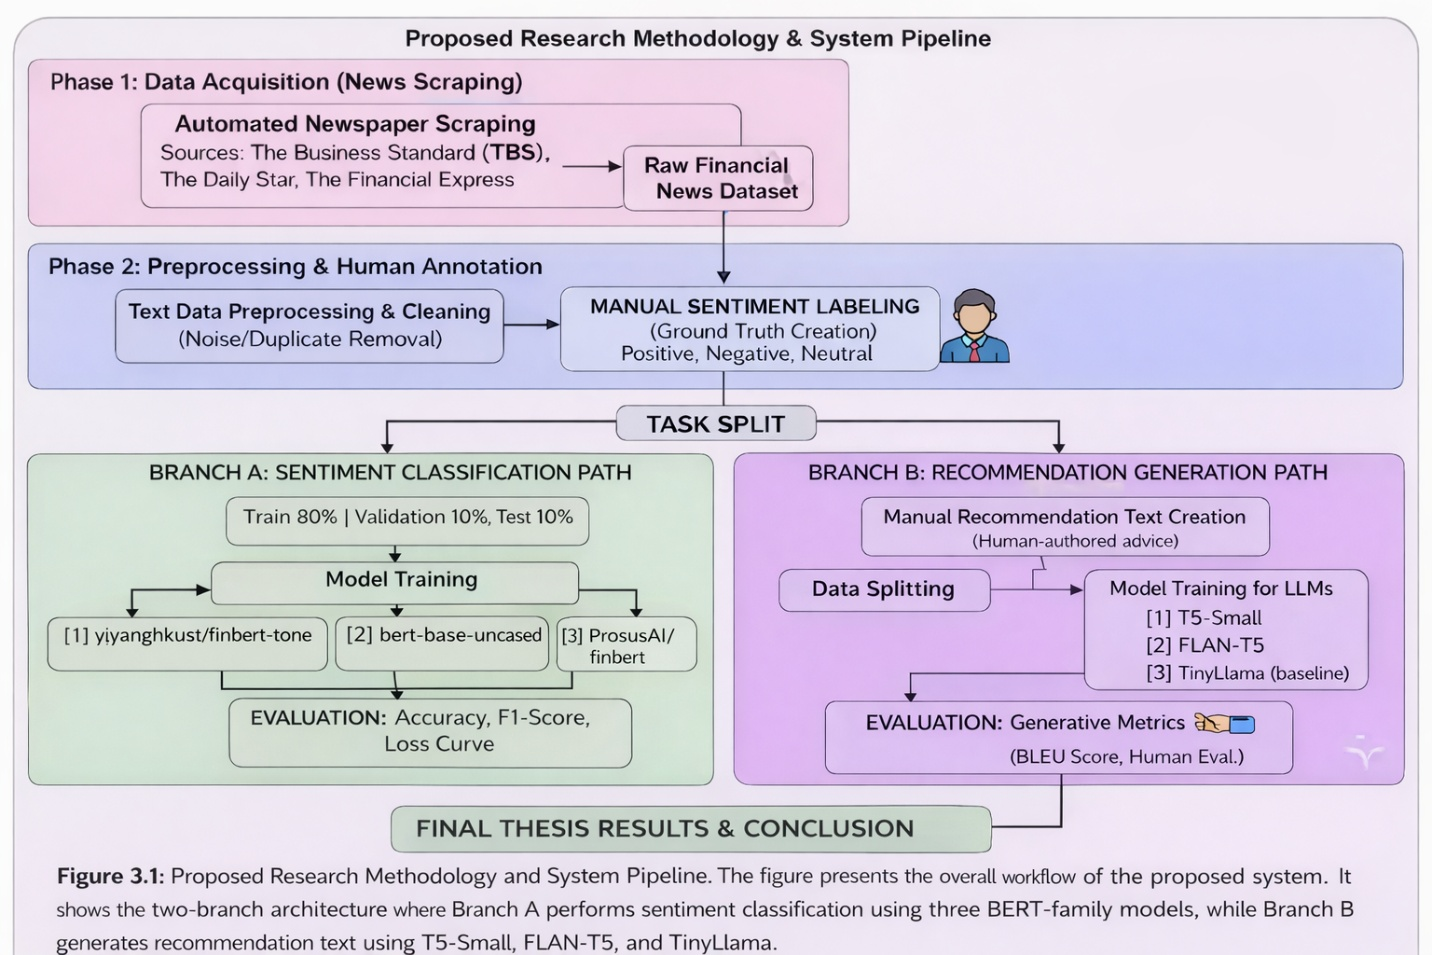 Proposed Research Methodology & System Pipeline
Phase 1: Data Acquisition (News Scraping)
Automated Newspaper Scraping
Sources: The Business Standard (TBS),
The Daily Star, The Financial Express
Raw Financial
News Dataset
Phase 2: Preprocessing & Human Annotation
Text Data Preprocessing & Cleaning
(Noise/Duplicate Removal)
MANUAL SENTIMENT LABELING
(Ground Truth Creation)
Positive, Negative, Neutral
TASK SPLIT
BRANCH A: SENTIMENT CLASSIFICATION PATH
Train 80% | Validation 10%, Test 10%
Model Training
[1] yiyanghkust/finbert-tone
[2] bert-base-uncased
[3] ProsusAI/
finbert
EVALUATION: Accuracy, F1-Score,
Loss Curve
BRANCH B: RECOMMENDATION GENERATION PATH
Manual Recommendation Text Creation
(Human-authored advice)
Data Splitting
Model Training for LLMs
[1] T5-Small
[2] FLAN-T5
[3] TinyLlama (baseline)
EVALUATION: Generative Metrics
(BLEU Score, Human Eval.)
FINAL THESIS RESULTS & CONCLUSION
Figure 3.1: Proposed Research Methodology and System Pipeline. The figure presents the overall workflow of the proposed system. It
shows the two-branch architecture where Branch A performs sentiment classification using three BERT-family models, while Branch B
generates recommendation text using T5-Small, FLAN-T5, and TinyLlama.